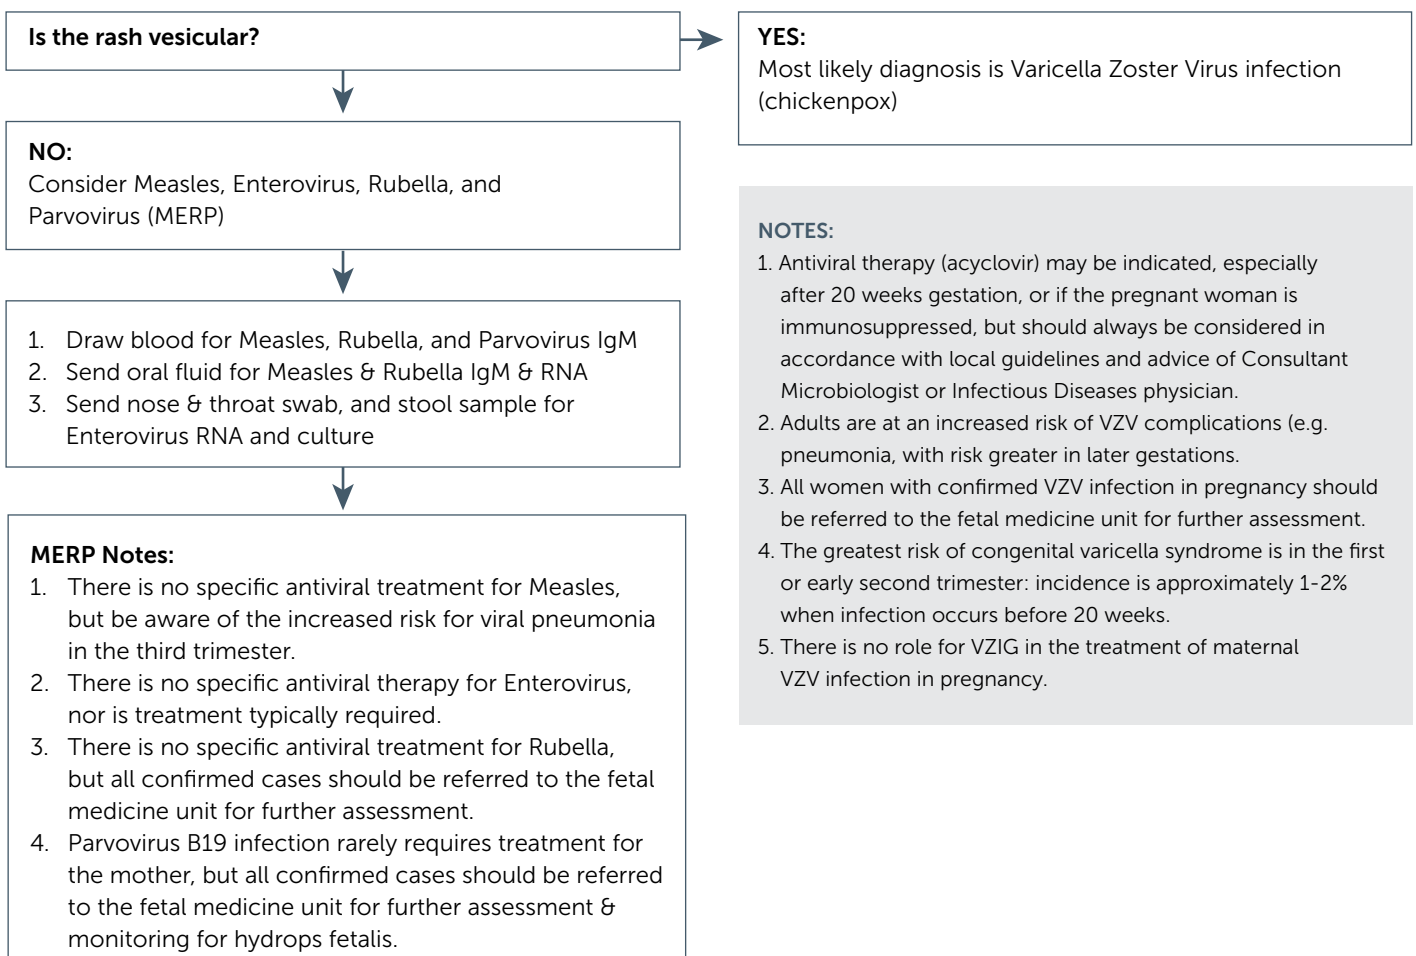 Is the rash vesicular?
YES:
Most likely diagnosis is Varicella Zoster Virus infection
(chickenpox)
NO:
Consider Measles, Enterovirus, Rubella, and
Parvovirus (MERP)
1. Draw blood for Measles, Rubella, and Parvovirus IgM
2. Send oral fluid for Measles & Rubella IgM & RNA
3. Send nose & throat swab, and stool sample for
Enterovirus RNA and culture
MERP Notes:
1. There is no specific antiviral treatment for Measles,
but be aware of the increased risk for viral pneumonia
in the third trimester.
2. There is no specific antiviral therapy for Enterovirus,
nor is treatment typically required.
3. There is no specific antiviral treatment for Rubella,
but all confirmed cases should be referred to the fetal
medicine unit for further assessment.
4. Parvovirus B19 infection rarely requires treatment for
the mother, but all confirmed cases should be referred
to the fetal medicine unit for further assessment &
monitoring for hydrops fetalis.
NOTES:
1. Antiviral therapy (acyclovir) may be indicated, especially
after 20 weeks gestation, or if the pregnant woman is
immunosuppressed, but should always be considered in
accordance with local guidelines and advice of Consultant
Microbiologist or Infectious Diseases physician.
2. Adults are at an increased risk of VZV complications (e.g.
pneumonia, with risk greater in later gestations.
3. All women with confirmed VZV infection in pregnancy should
be referred to the fetal medicine unit for further assessment.
4. The greatest risk of congenital varicella syndrome is in the first
or early second trimester: incidence is approximately 1-2%
when infection occurs before 20 weeks.
5. There is no role for VZIG in the treatment of maternal
VZV infection in pregnancy.